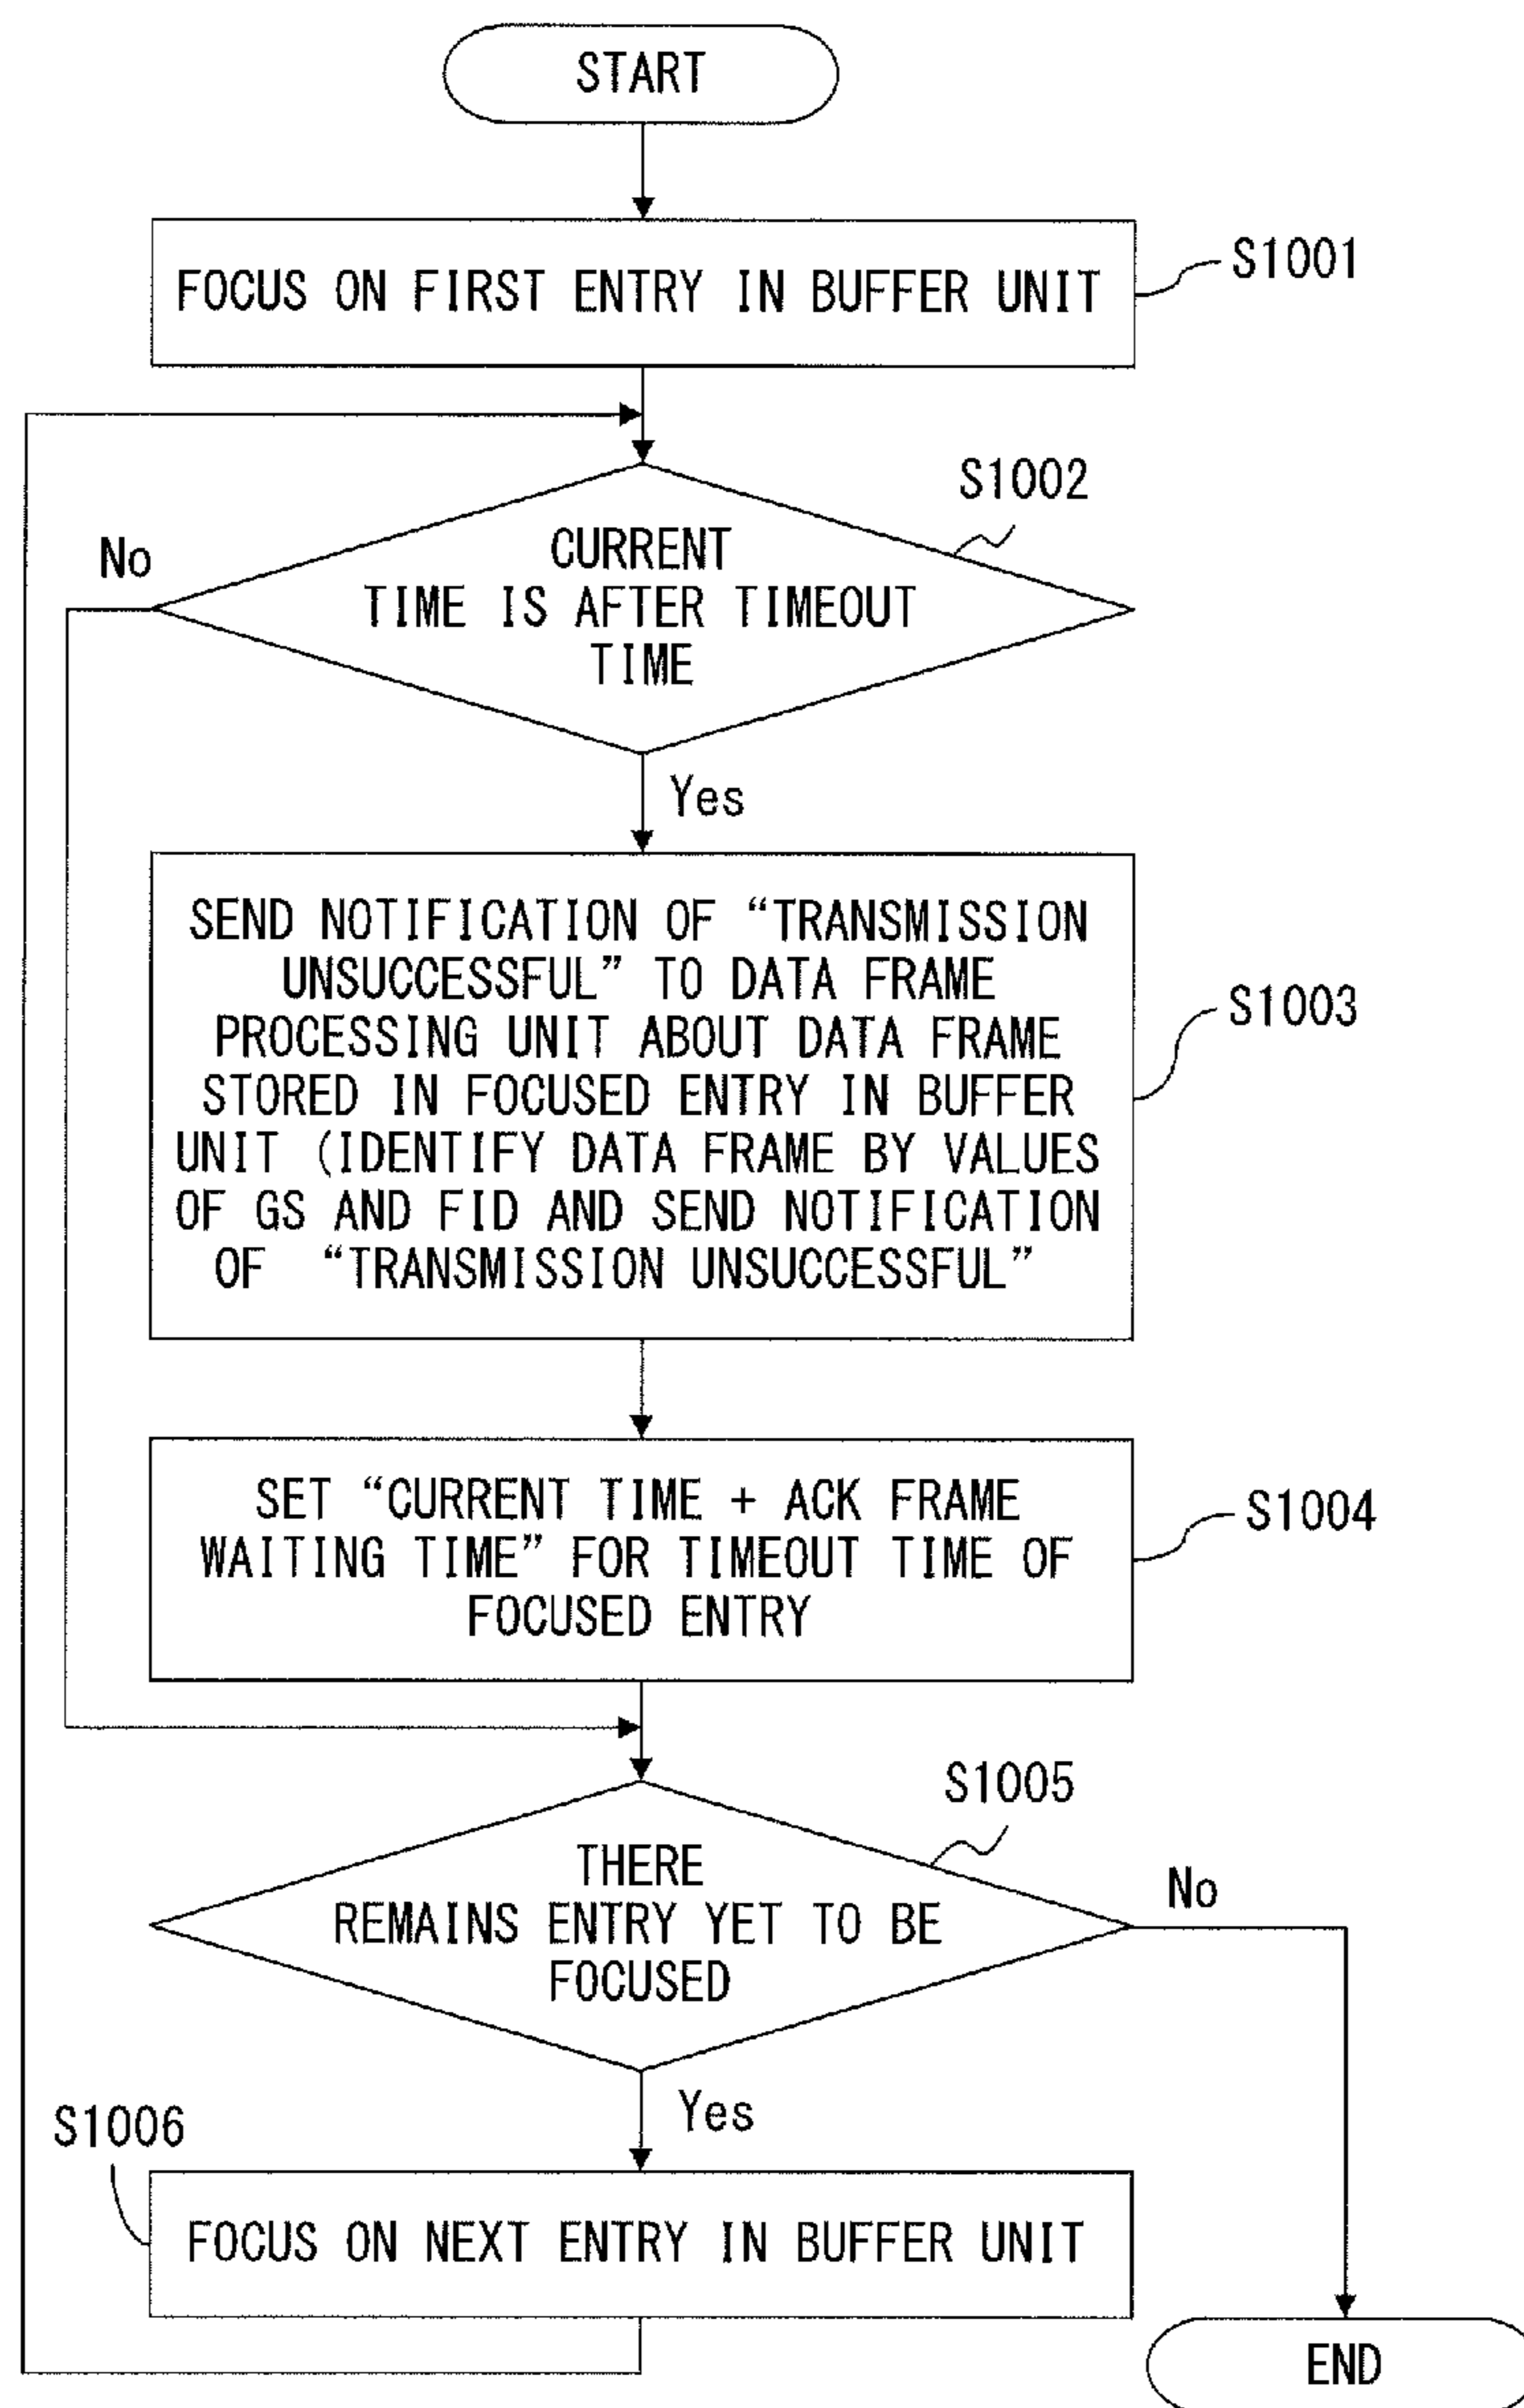 START
FOCUS ON FIRST ENTRY IN BUFFER UNIT
S1001
S1002
No
CURRENT
TIME IS AFTER TIMEOUT
TIME
Yes
SEND NOTIFICATION OF “TRANSMISSION
UNSUCCESSFUL” TO DATA FRAME
PROCESSING UNIT ABOUT DATA FRAME
STORED IN FOCUSED ENTRY IN BUFFER
UNIT (IDENTIFY DATA FRAME BY VALUES
OF GS AND FID AND SEND NOTIFICATION
OF “TRANSMISSION UNSUCCESSFUL”
S1003
SET “CURRENT TIME + ACK FRAME
WAITING TIME” FOR TIMEOUT TIME OF
FOCUSED ENTRY
S1004
S1005
THERE
REMAINS ENTRY YET TO BE
FOCUSED
No
Yes
S1006
FOCUS ON NEXT ENTRY IN BUFFER UNIT
END